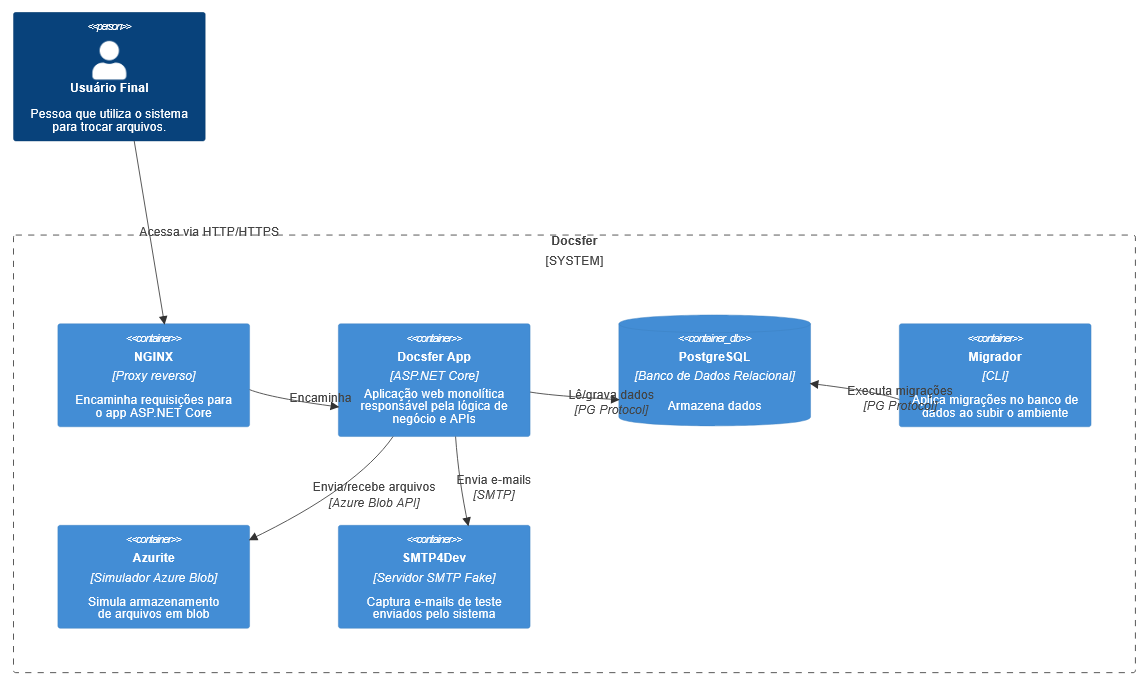 <<person>>
Usuário Final
Pessoa que utiliza o sistema
para trocar arquivos.
Acessa via HTTP/HTTPS
Docsfer
[SYSTEM]
<<container>>
NGINX
[Proxy reverso]
Encaminha requisições para
o app ASP.NET Core
Encaminha
<<container>>
Docsfer App
[ASP.NET Core]
Aplicação web monolítica
responsável pela lógica de
negócio e APIs
Lê/grava dados
[PG Protocol]
<<container_db>>
PostgreSQL
[Banco de Dados Relacional]
Armazena dados
Executa migrações
[PG Protocol]
<<container>>
Migrador
[CLI]
Aplica migrações no banco de
dados ao subir o ambiente
Envia/recebe arquivos
[Azure Blob API]
Envia e-mails
[SMTP]
<<container>>
Azurite
[Simulador Azure Blob]
Simula armazenamento
de arquivos em blob
<<container>>
SMTP4Dev
[Servidor SMTP Fake]
Captura e-mails de teste
enviados pelo sistema